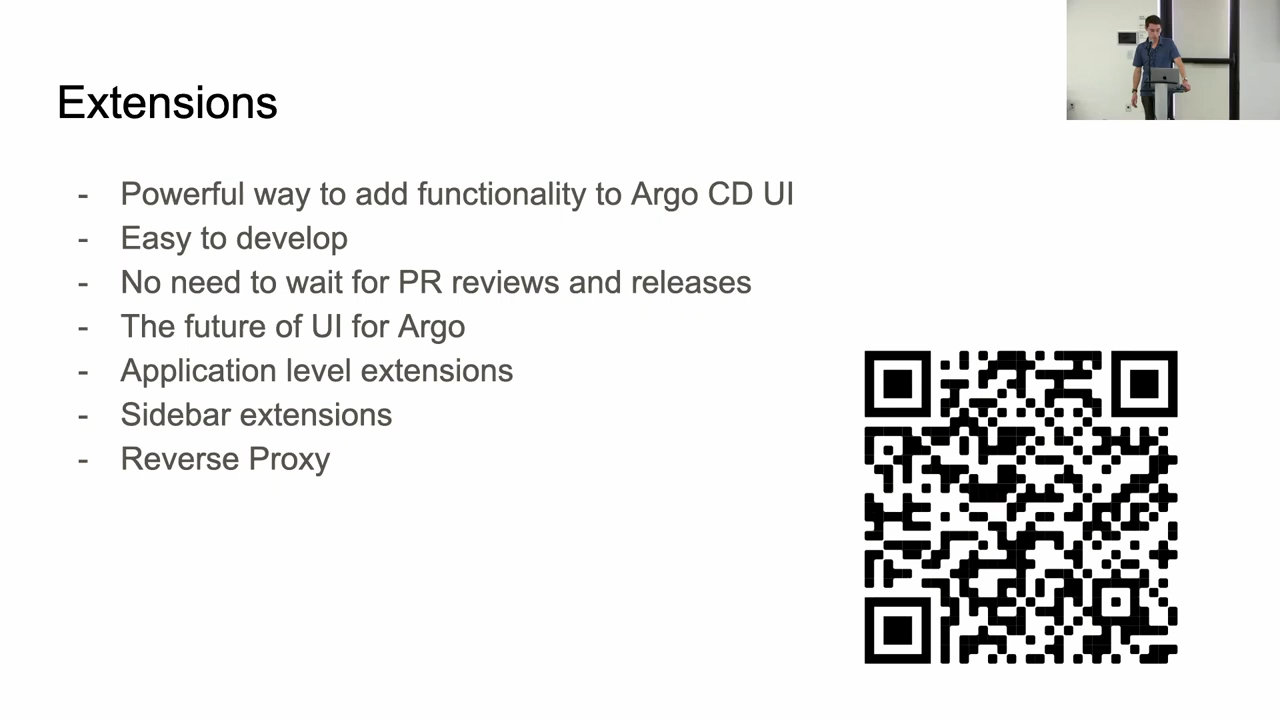 Extensions
- Powerful way to add functionality to Argo CD UI
- Easy to develop
- No need to wait for PR reviews and releases
- The future of UI for Argo
- Application level extensions
- Sidebar extensions
- Reverse Proxy